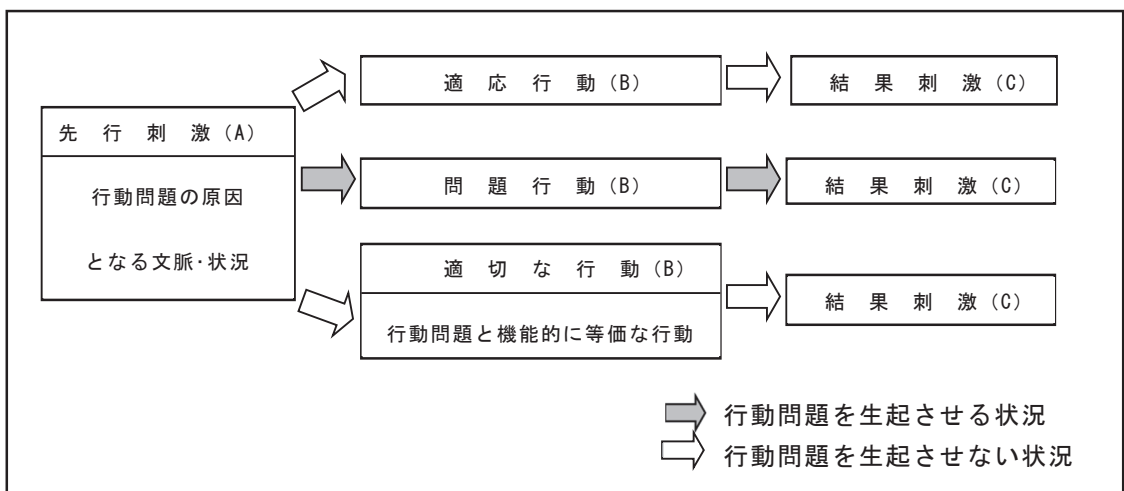 適 応 行 動（B）
結 果 刺 激（C）
先 行 刺 激（A）
行動問題の原因
となる文脈・状況
問 題 行 動（B）
結 果 刺 激（C）
適 切 な 行 動（B）
行動問題と機能的に等価な行動
結 果 刺 激（C）
行動問題を生起させる状況
行動問題を生起させない状況